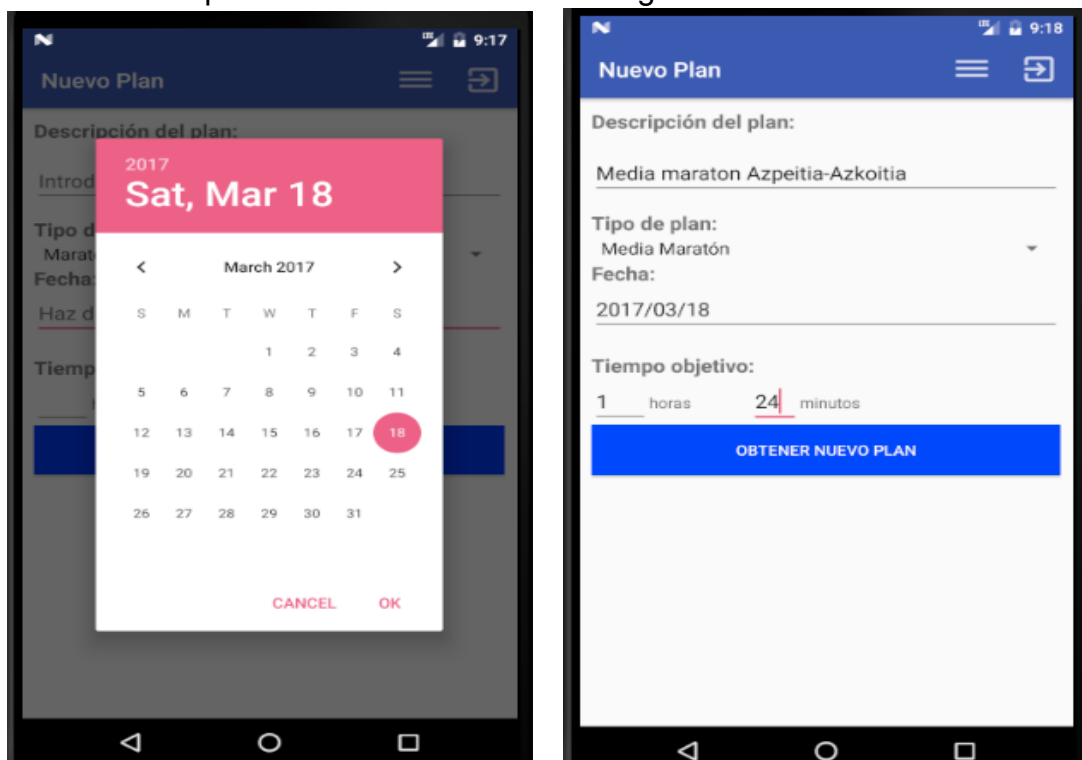 9:17
Nuevo Plan
Descripción del plan:
Introd
Tipo d
Marat
Fecha:
Haz d
Tiemp
2017
Sat, Mar 18
March 2017
S M T W T F S
1 2 3 4
5 6 7 8 9 10 11
12 13 14 15 16 17 18
19 20 21 22 23 24 25
26 27 28 29 30 31
CANCEL OK
LTE 9:18
Nuevo Plan
Descripción del plan:
Media maraton Azpeitia-Azkoitia
Tipo de plan:
Media Maratón
Fecha:
2017/03/18
Tiempo objetivo:
1 horas 24 minutos
OBTENER NUEVO PLAN